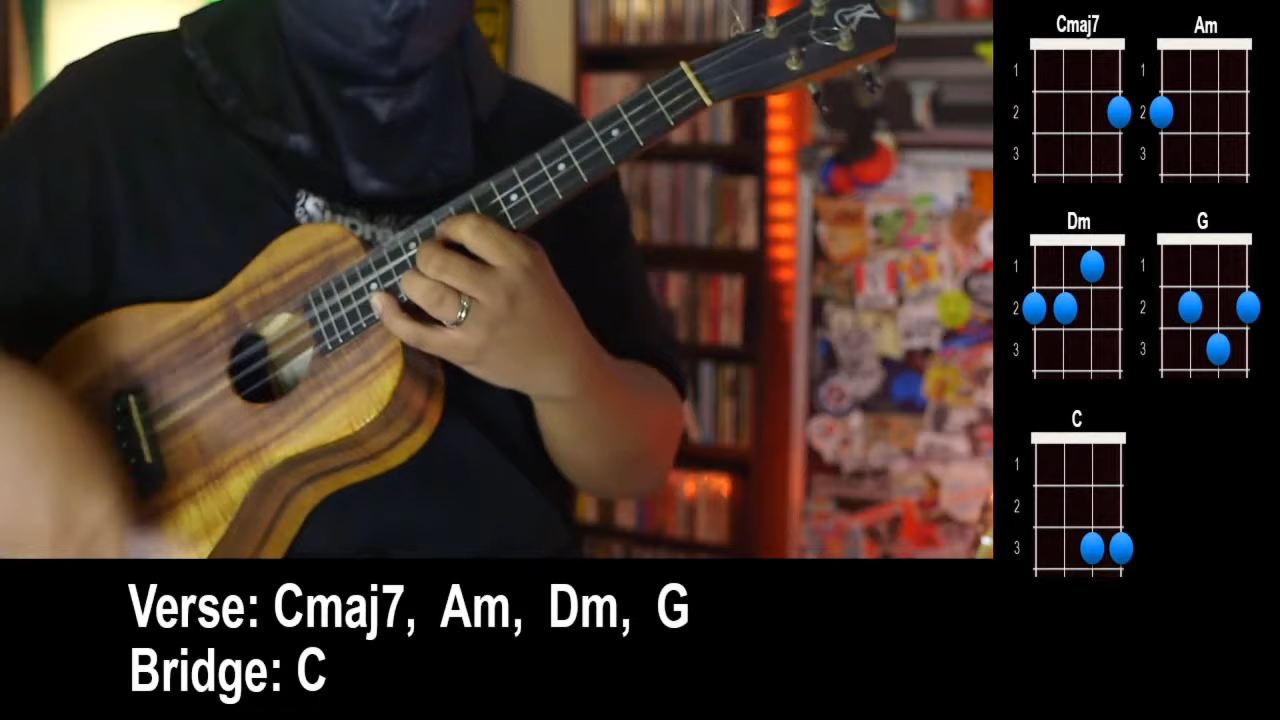 Cmaj7 Am
1 1
2 2
3 3
Dm G
1 1
2 2
3 3
C
1
2
3
Verse: Cmaj7, Am, Dm, G
Bridge: C